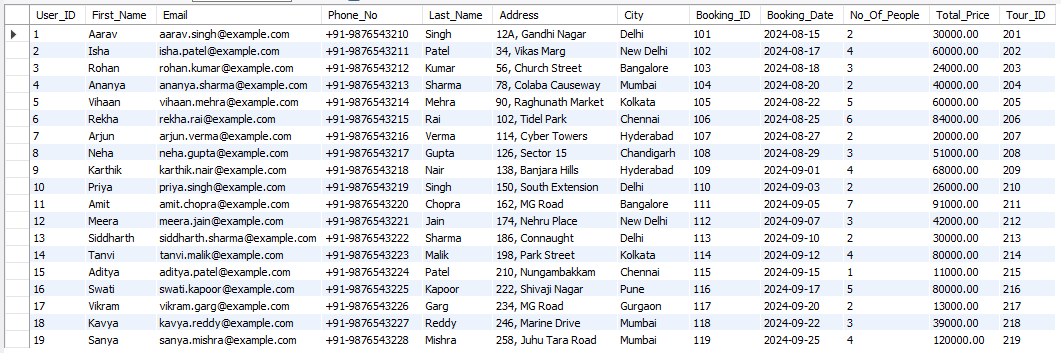 User_ID First_Name Email Phone_No Last_Name Address City Booking_ID Booking_Date No_Of_People Total_Price Tour_ID
1 Aarav aarav.singh@example.com +91-9876543210 Singh 12A, Gandhi Nagar Delhi 101 2024-08-15 2 30000.00 201
2 Isha isha.patel@example.com +91-9876543211 Patel 34, Vikas Marg New Delhi 102 2024-08-17 4 60000.00 202
3 Rohan rohan.kumar@example.com +91-9876543212 Kumar 56, Church Street Bangalore 103 2024-08-18 3 24000.00 203
4 Ananya ananya.sharma@example.com +91-9876543213 Sharma 78, Colaba Causeway Mumbai 104 2024-08-20 2 40000.00 204
5 Vihaan vihaan.mehra@example.com +91-9876543214 Mehra 90, Raghunath Market Kolkata 105 2024-08-22 5 60000.00 205
6 Rekha rekha.rai@example.com +91-9876543215 Rai 102, Tidel Park Chennai 106 2024-08-25 6 84000.00 206
7 Arjun arjun.verma@example.com +91-9876543216 Verma 114, Cyber Towers Hyderabad 107 2024-08-27 2 20000.00 207
8 Neha neha.gupta@example.com +91-9876543217 Gupta 126, Sector 15 Chandigarh 108 2024-08-29 3 51000.00 208
9 Karthik karthik.nair@example.com +91-9876543218 Nair 138, Banjara Hills Hyderabad 109 2024-09-01 4 68000.00 209
10 Priya priya.singh@example.com +91-9876543219 Singh 150, South Extension Delhi 110 2024-09-03 2 26000.00 210
11 Amit amit.chopra@example.com +91-9876543220 Chopra 162, MG Road Bangalore 111 2024-09-05 7 91000.00 211
12 Meera meera.jain@example.com +91-9876543221 Jain 174, Nehru Place New Delhi 112 2024-09-07 3 42000.00 212
13 Siddharth siddharth.sharma@example.com +91-9876543222 Sharma 186, Connaught Delhi 113 2024-09-10 2 30000.00 213
14 Tanvi tanvi.malik@example.com +91-9876543223 Malik 198, Park Street Kolkata 114 2024-09-12 4 80000.00 214
15 Aditya aditya.patel@example.com +91-9876543224 Patel 210, Nungambakkam Chennai 115 2024-09-15 1 11000.00 215
16 Swati swati.kapoor@example.com +91-9876543225 Kapoor 222, Shivaji Nagar Pune 116 2024-09-17 5 80000.00 216
17 Vikram vikram.garg@example.com +91-9876543226 Garg 234, MG Road Gurgaon 117 2024-09-20 2 13000.00 217
18 Kavya kavya.reddy@example.com +91-9876543227 Reddy 246, Marine Drive Mumbai 118 2024-09-22 3 39000.00 218
19 Sanya sanya.mishra@example.com +91-9876543228 Mishra 258, Juhu Tara Road Mumbai 119 2024-09-25 4 120000.00 219